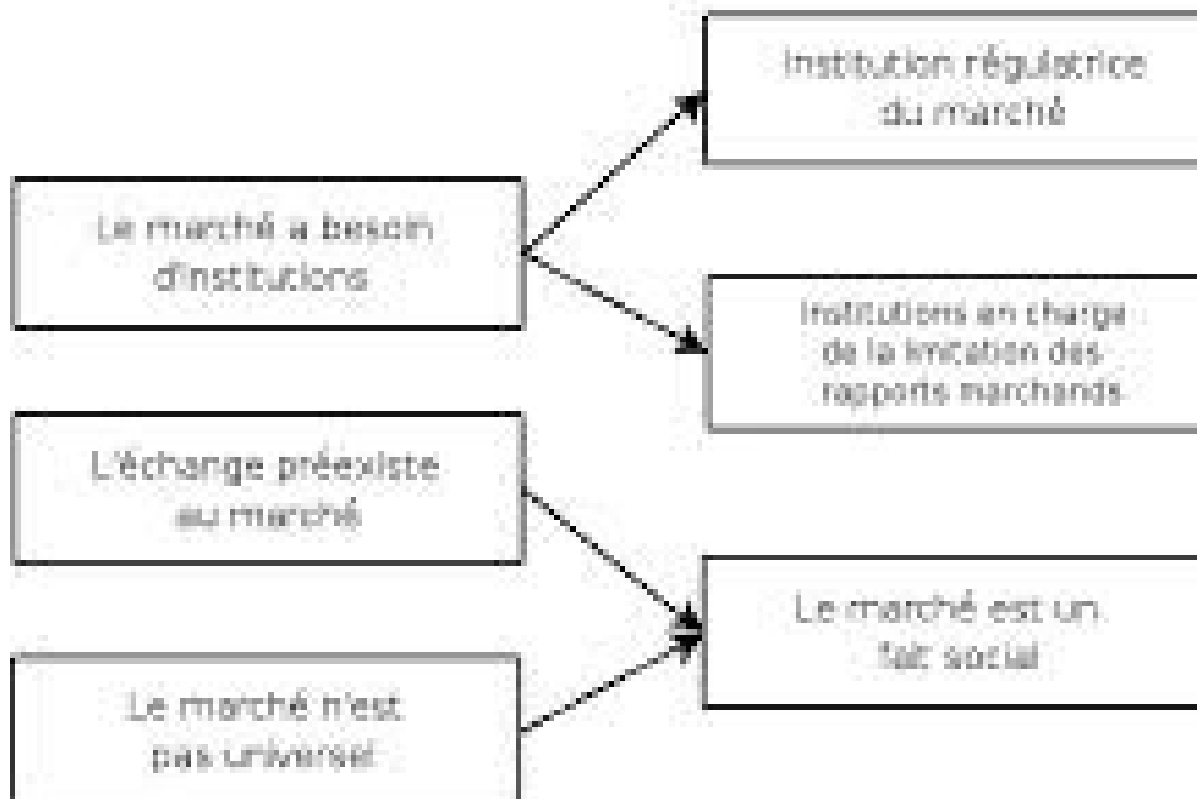 Institution régulatrice
du marché
Le marché a besoin
d'institutions
Institutions en charge
de la limitation des
rapports marchands
L'échange préexiste
au marché
Le marché est un
fait social
Le marché n'est
pas universel